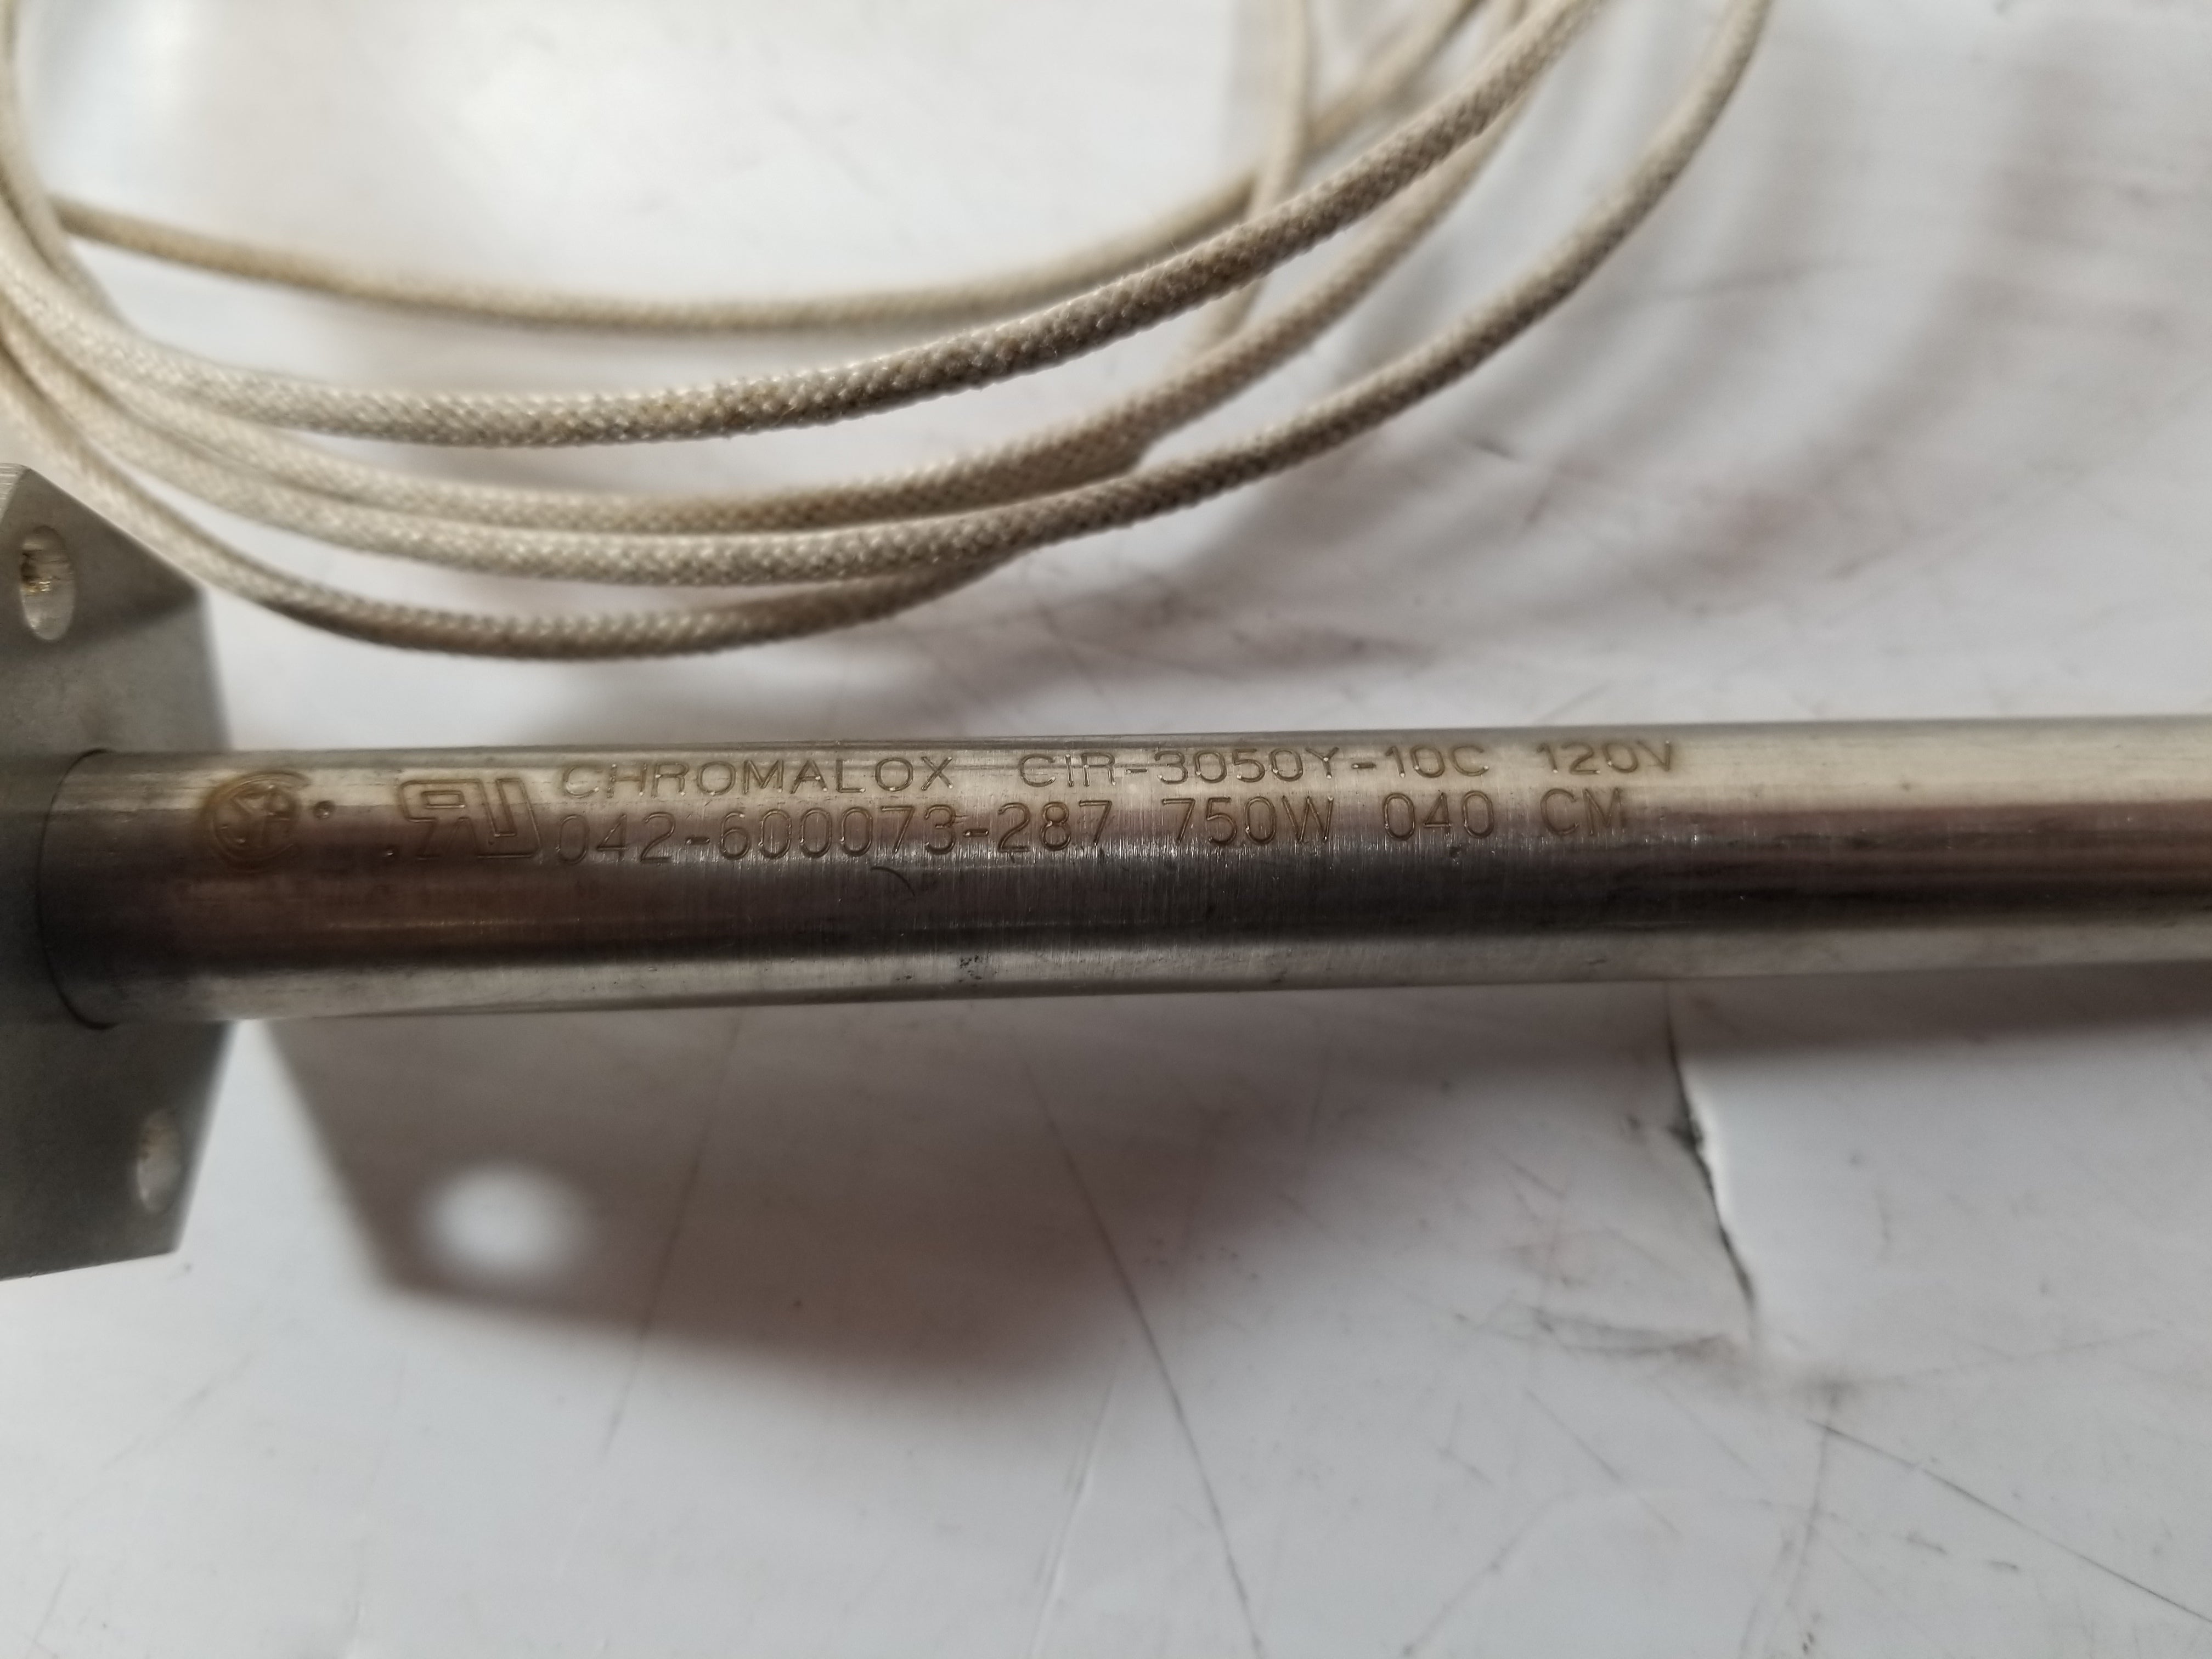 CHROMALOX CIR-3050Y-10C 120V
042-600073-287 750W 040 CM